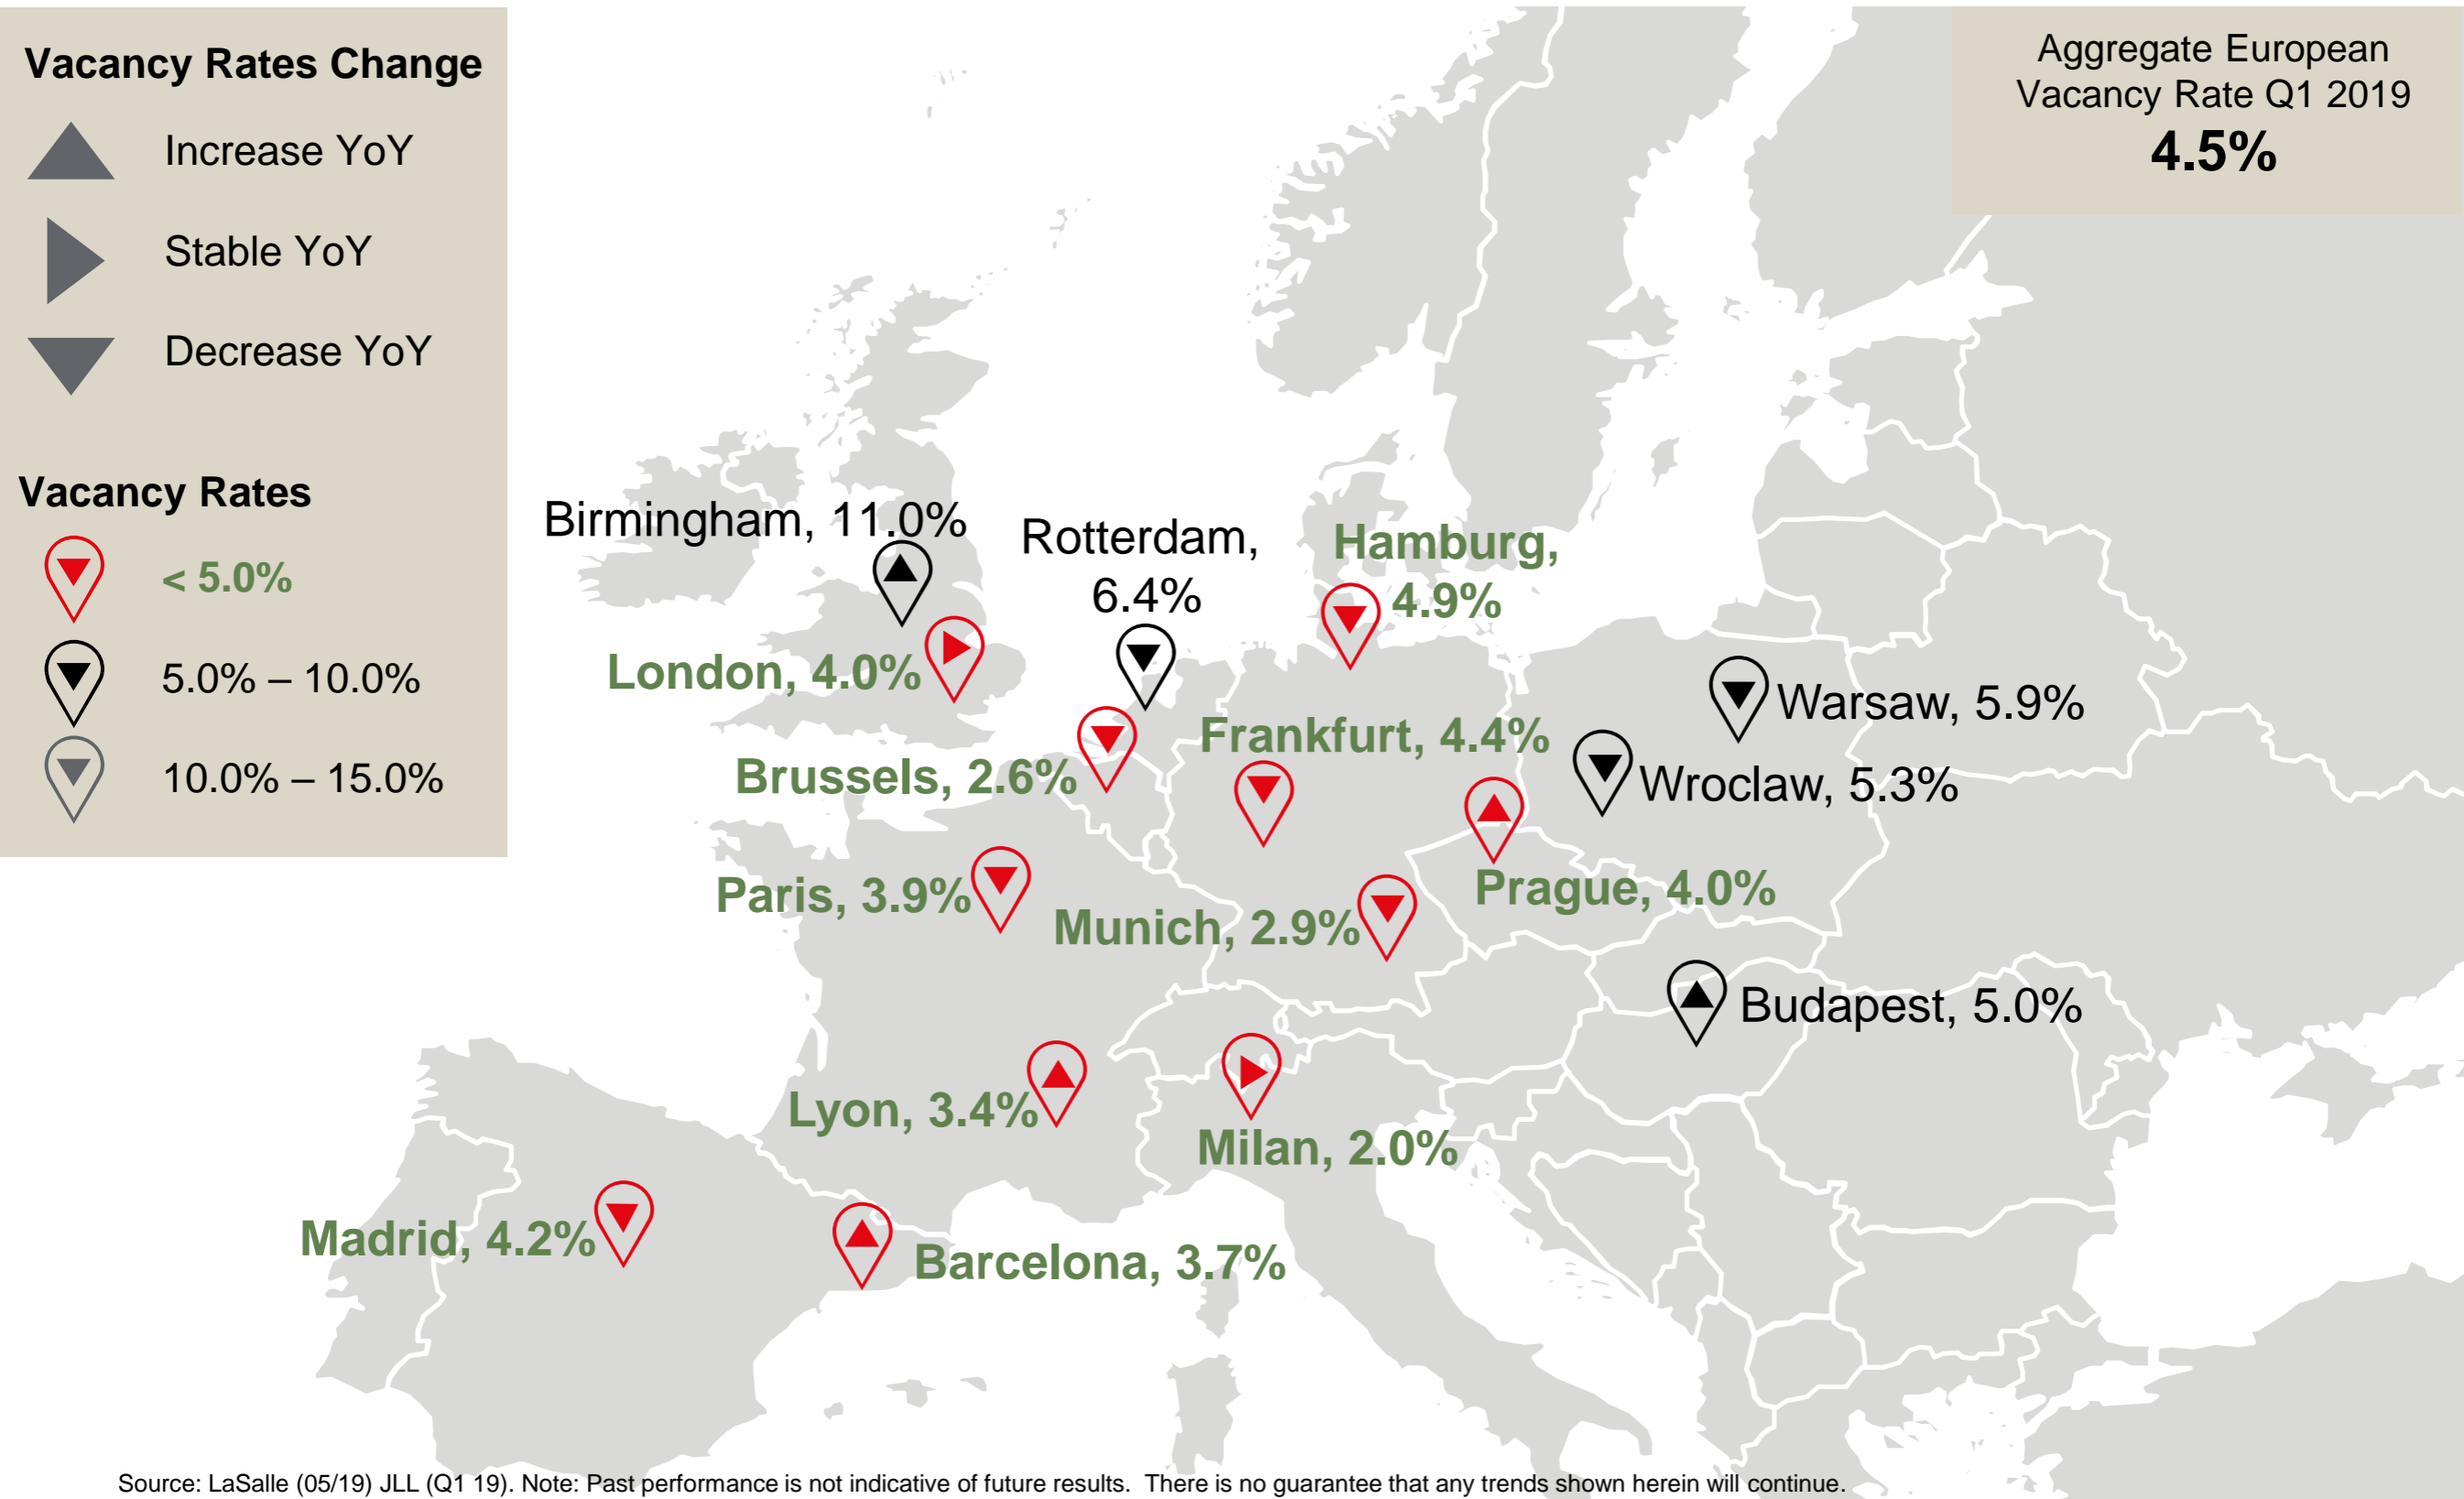 Vacancy Rates Change
Increase YoY
Stable YoY
Decrease YoY
Vacancy Rates
< 5.0%
5.0% – 10.0%
10.0% – 15.0%
Aggregate European
Vacancy Rate Q1 2019
4.5%
Birmingham, 11.0%
Rotterdam,
6.4%
Hamburg,
4.9%
London, 4.0%
Warsaw, 5.9%
Frankfurt, 4.4%
Brussels, 2.6%
Wroclaw, 5.3%
Paris, 3.9%
Munich, 2.9%
Prague, 4.0%
Budapest, 5.0%
Lyon, 3.4%
Milan, 2.0%
Madrid, 4.2%
Barcelona, 3.7%
Source: LaSalle (05/19) JLL (Q1 19). Note: Past performance is not indicative of future results.  There is no guarantee that any trends shown herein will continue.